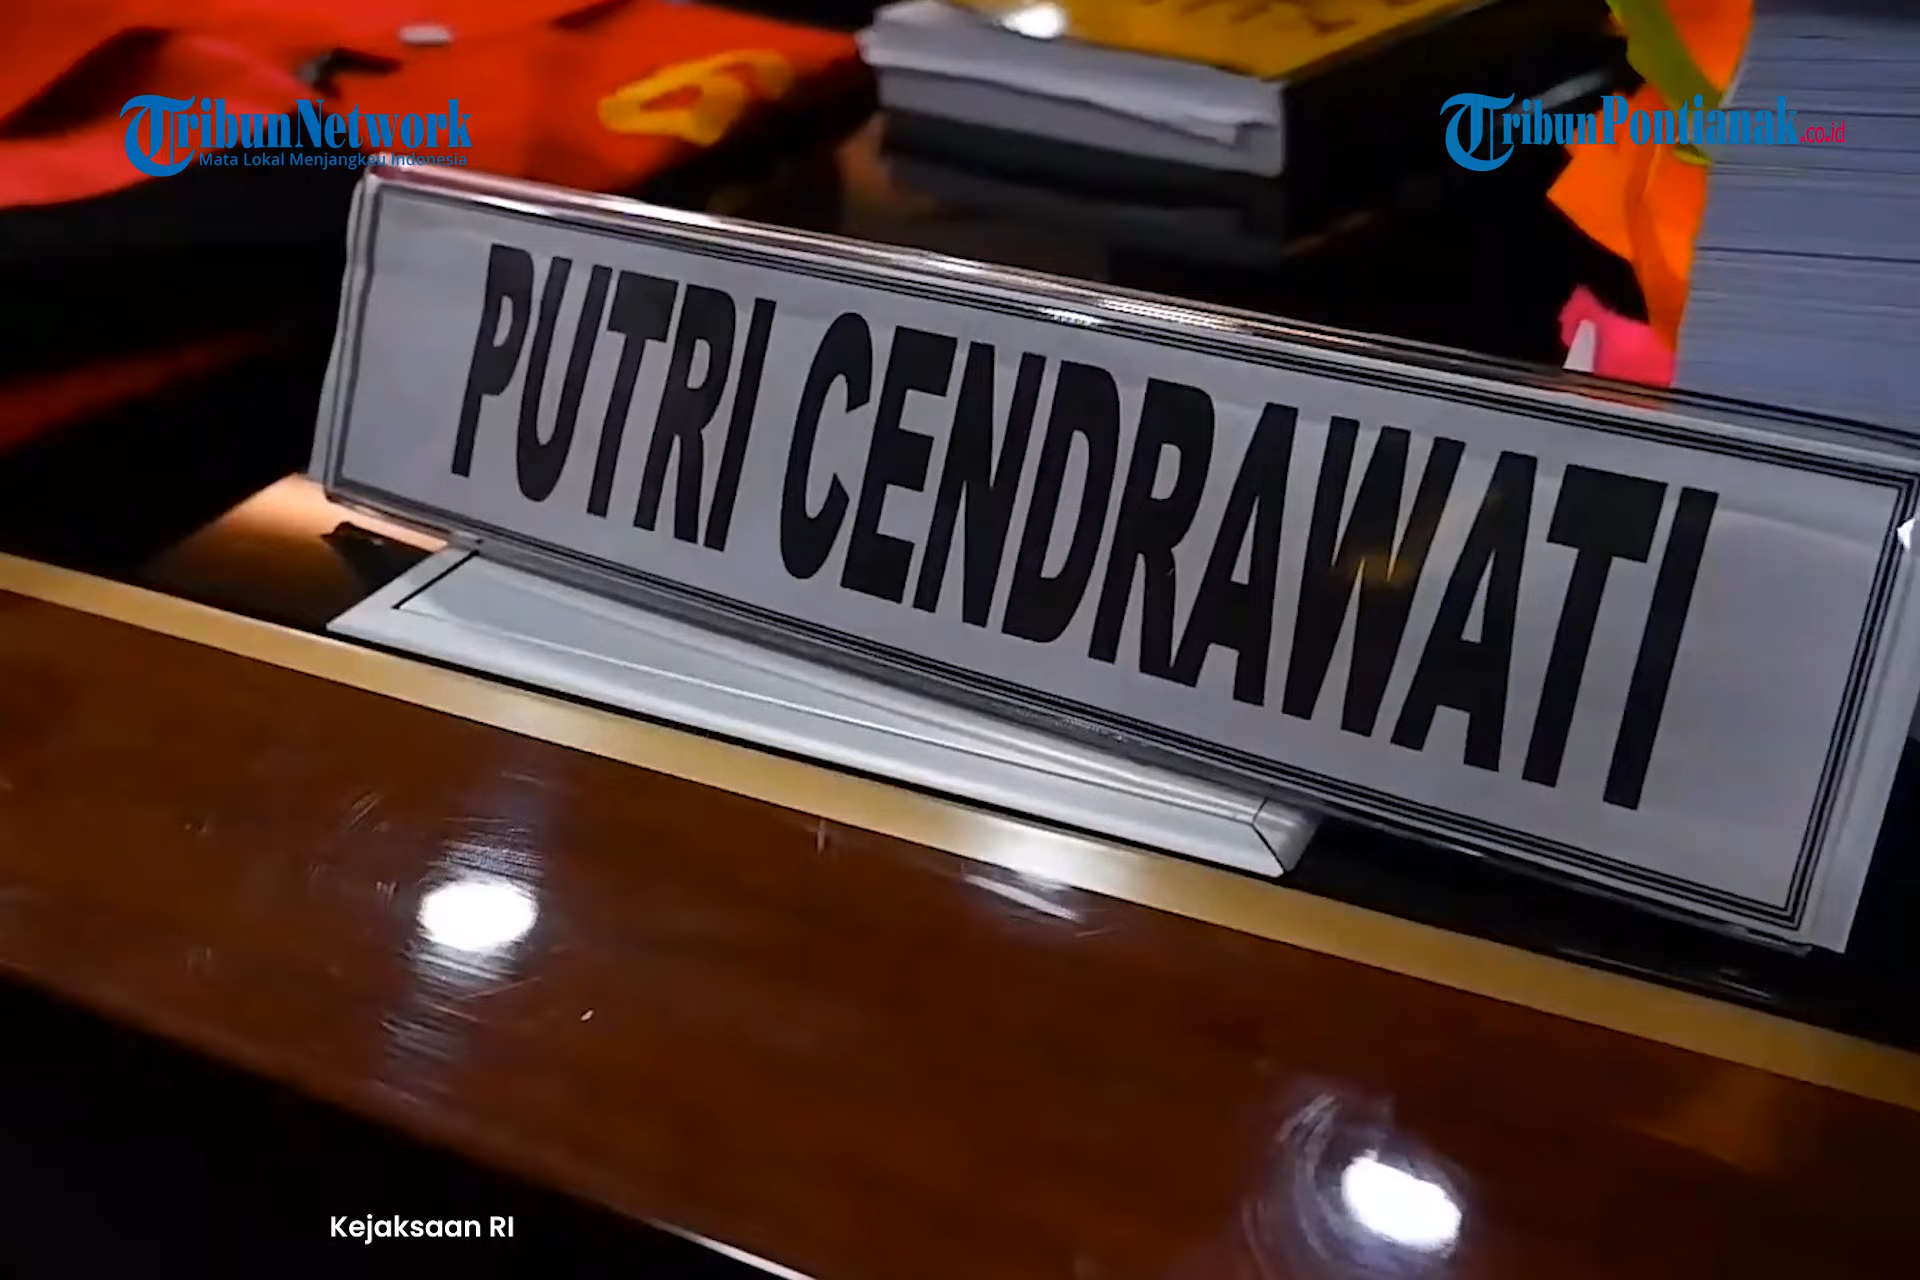 TribunNetwork
Mata Lokal Menjangkau Indonesia
TribunPontianak.co.id
PUTRI CENDRAWATI
Kejaksaan RI